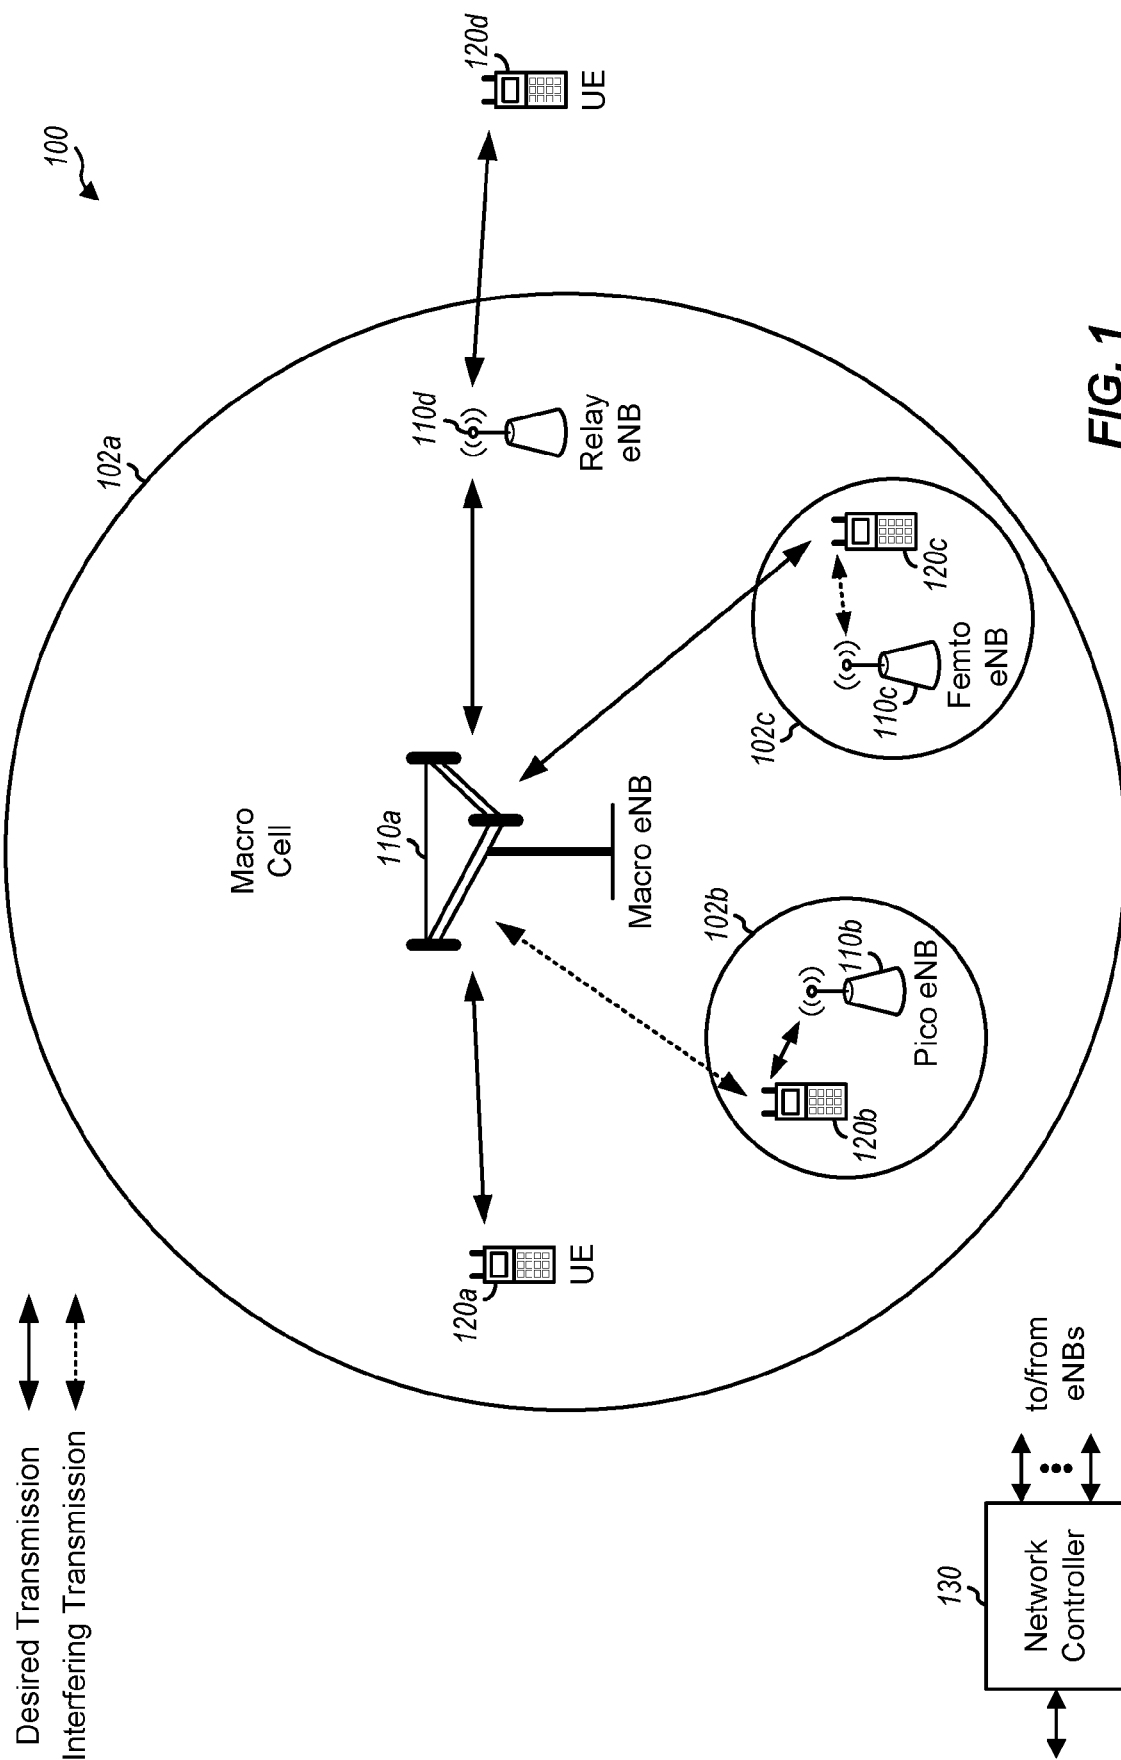 Desired Transmission
Interfering Transmission
100
102a
Macro
Cell
110a
Macro eNB
120a
UE
110d
Relay
eNB
120d
UE
102b
110b
Pico eNB
120b
102c
110c
Femto
eNB
120c
130
Network
Controller
to/from
eNBs
FIG. 1